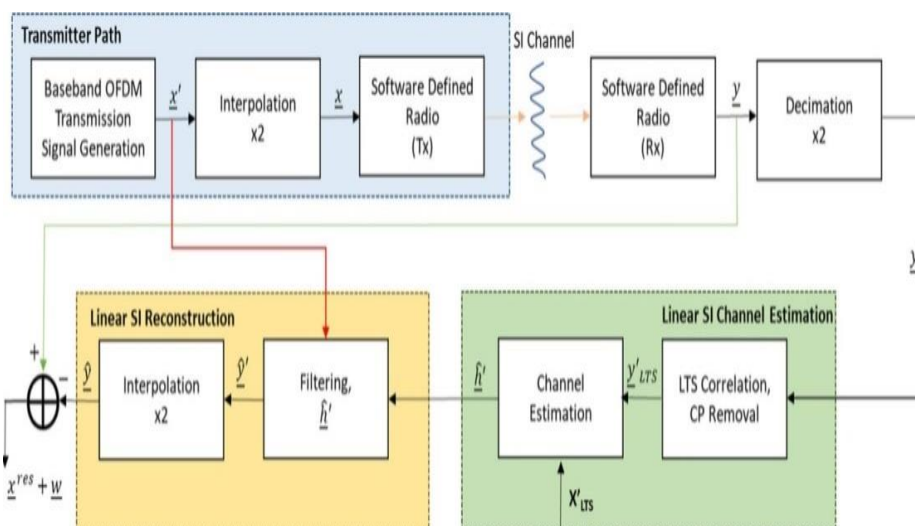 Transmitter Path
SI Channel
Baseband OFDM
Transmission
Signal Generation
x'
Interpolation
x2
x
Software Defined
Radio
(Tx)
Software Defined
Radio
(Rx)
y
Decimation
x2
y
Linear SI Reconstruction
Linear SI Channel Estimation
+
−
ŷ
Interpolation
x2
ŷ'
Filtering,
ĥ'
ĥ'
Channel
Estimation
y'LTS
LTS Correlation,
CP Removal
x^res + w
X'LTS